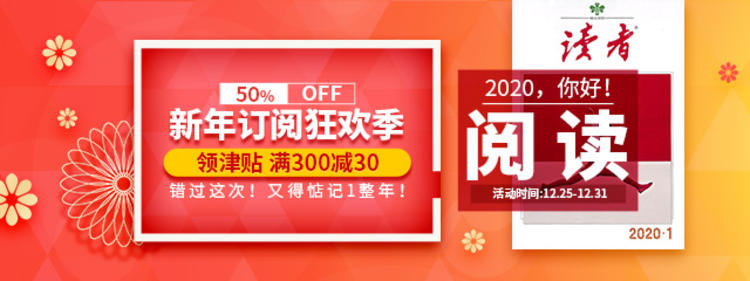 50% OFF
新年订阅狂欢季
领津贴 满300减30
错过这次！又得惦记1整年！
读者
2020，你好！
阅读
活动时间:12.25-12.31
2020·1